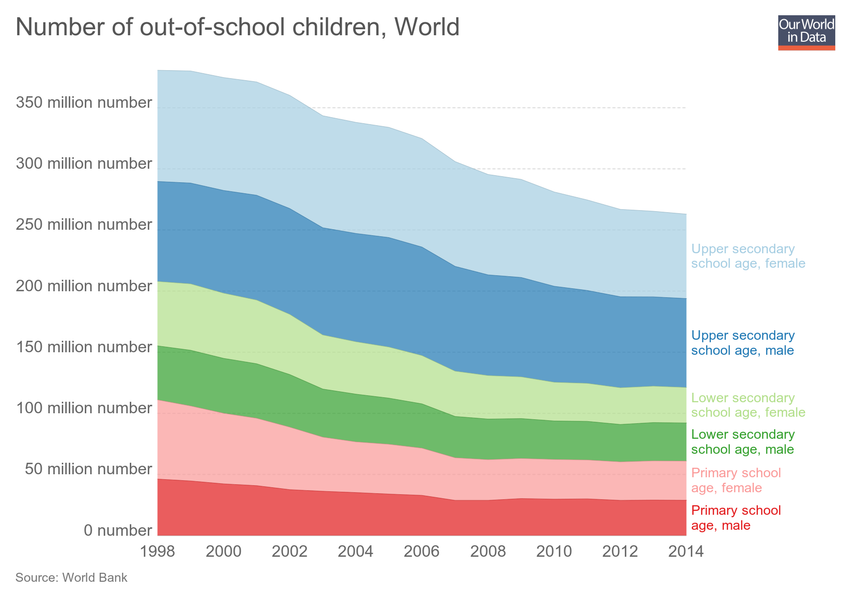 Number of out-of-school children, World
Our World
in Data
350 million number
300 million number
250 million number
200 million number
150 million number
100 million number
50 million number
0 number
Upper secondary
school age, female
Upper secondary
school age, male
Lower secondary
school age, female
Lower secondary
school age, male
Primary school
age, female
Primary school
age, male
1998 2000 2002 2004 2006 2008 2010 2012 2014
Source: World Bank